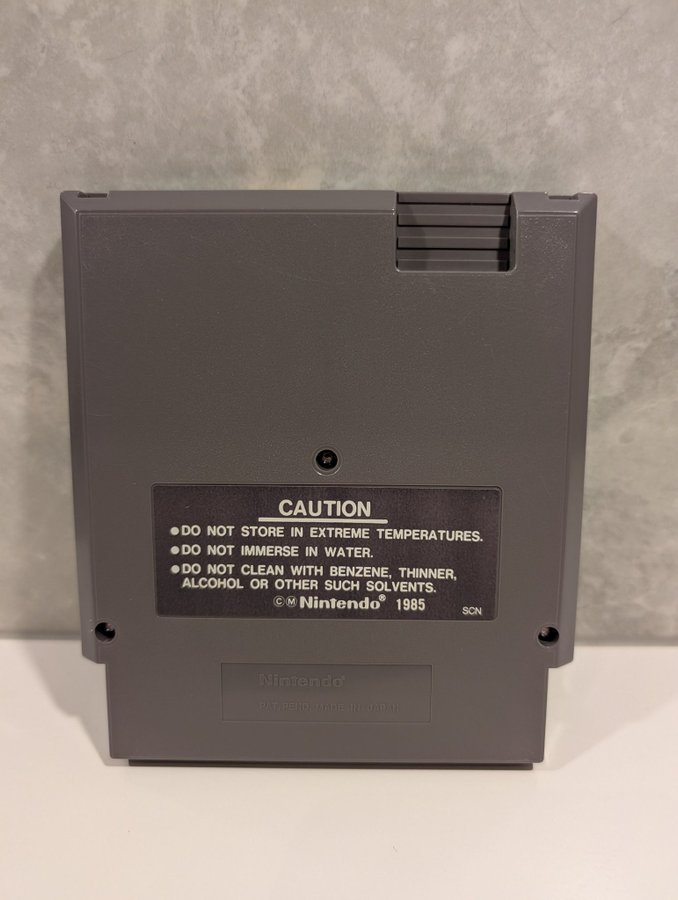 CAUTION
●DO NOT STORE IN EXTREME TEMPERATURES.
●DO NOT IMMERSE IN WATER.
●DO NOT CLEAN WITH BENZENE, THINNER,
ALCOHOL OR OTHER SUCH SOLVENTS.
©Ⓜ Nintendo® 1985
SCN
Nintendo®
PAT. PEND. MADE IN JAPAN